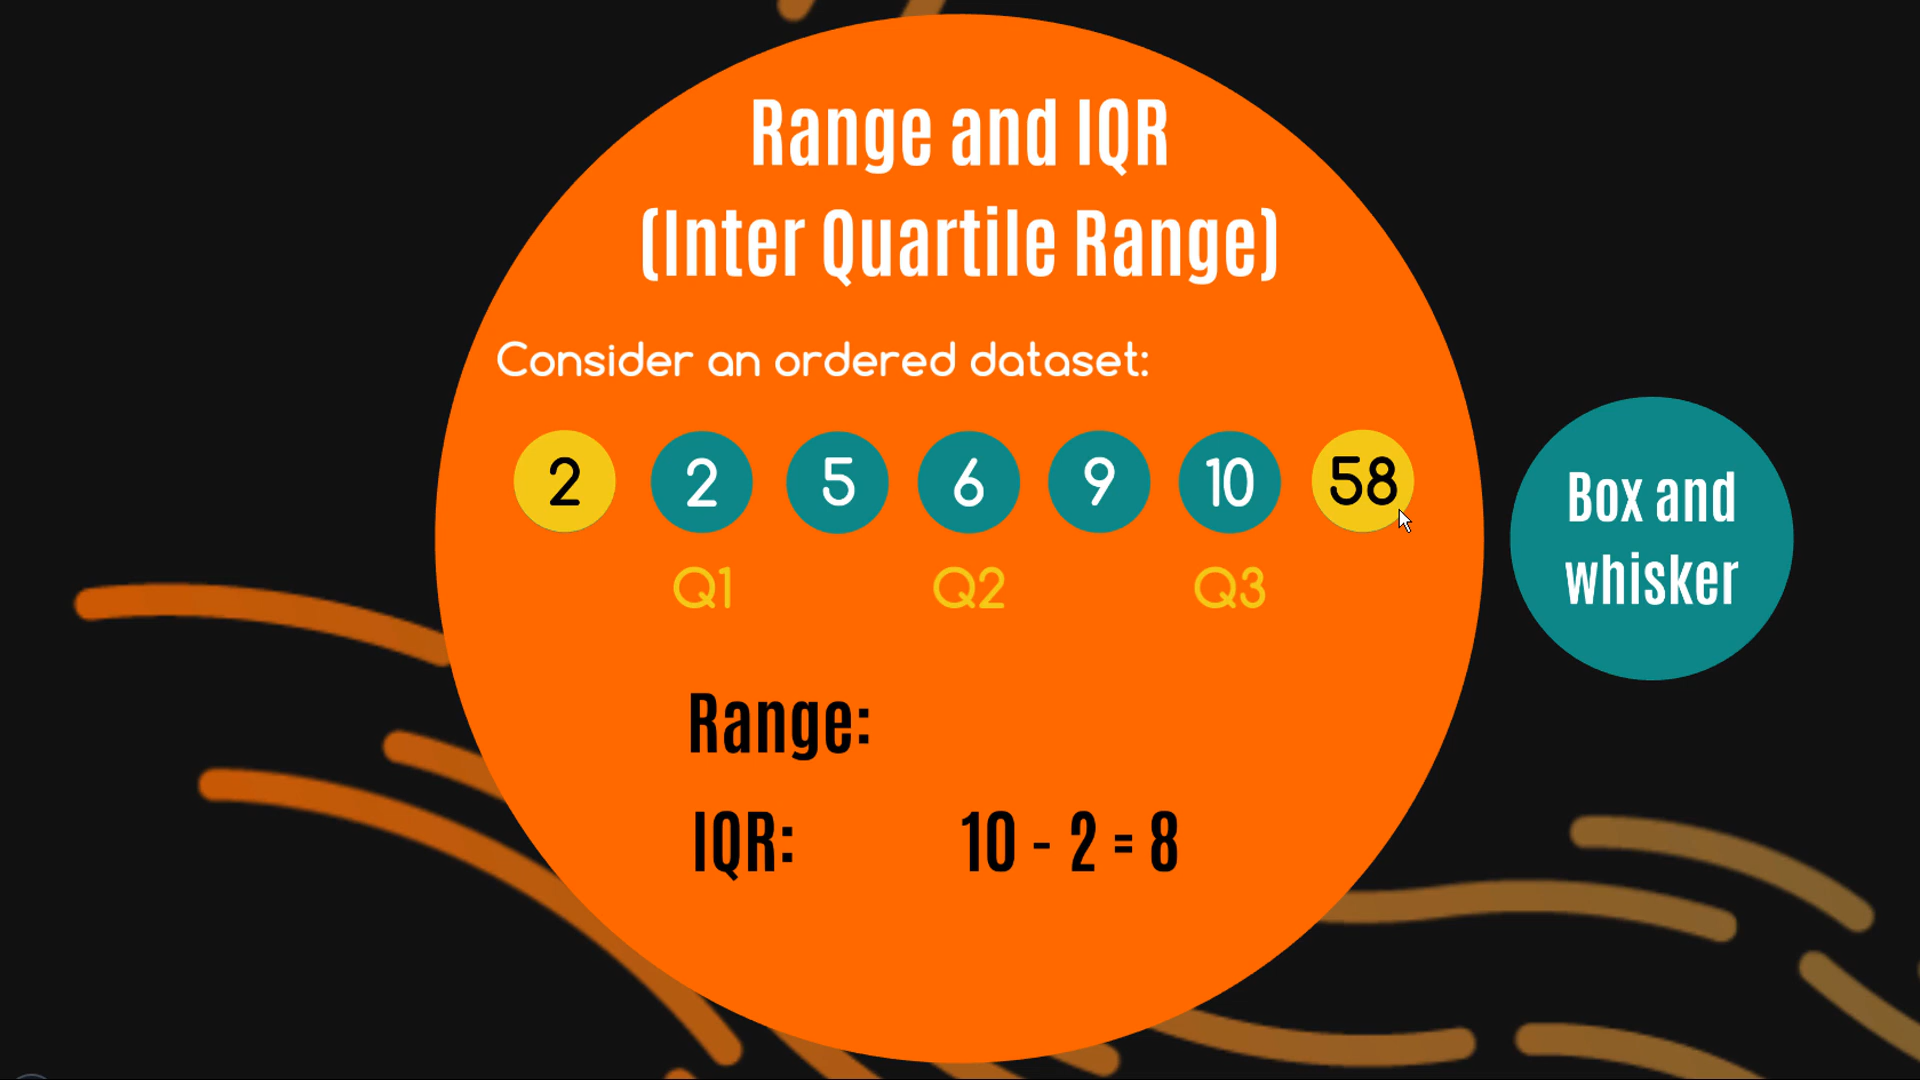 Range and IQR
(Inter Quartile Range)
Consider an ordered dataset:
2 2 5 6 9 10 58
Q1 Q2 Q3
Box and
whisker
Range:
IQR: 10 - 2 = 8